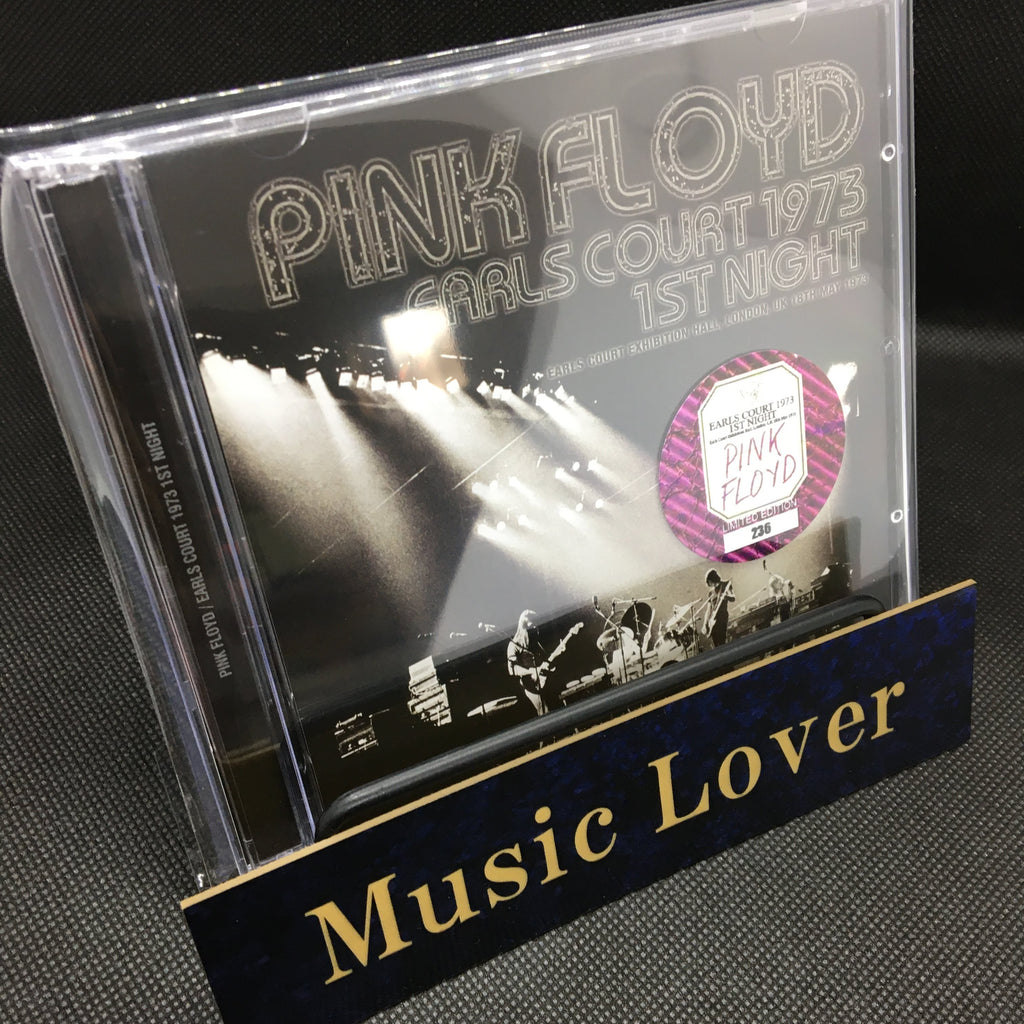 PINK FLOYD
EARLS COURT 1973
1ST NIGHT
EARLS COURT EXHIBITION HALL, LONDON, UK 18TH MAY 1973
EARLS COURT 1973
1ST NIGHT
PINK
FLOYD
LIMITED EDITION
236
PINK FLOYD / EARLS COURT 1973 1ST NIGHT
Music Lover